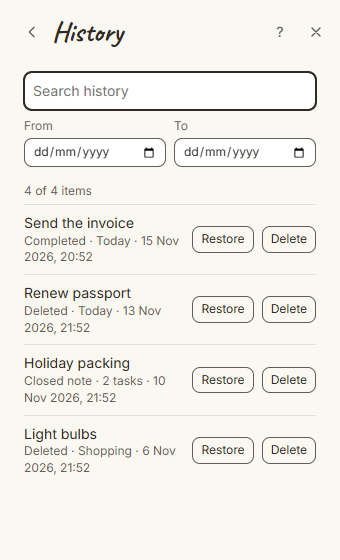 History ?
Search history
From To
dd/mm/yyyy dd/mm/yyyy
4 of 4 items
Send the invoice
Completed · Today · 15 Nov
2026, 20:52
Restore Delete
Renew passport
Deleted · Today · 13 Nov
2026, 21:52
Restore Delete
Holiday packing
Closed note · 2 tasks · 10
Nov 2026, 21:52
Restore Delete
Light bulbs
Deleted · Shopping · 6 Nov
2026, 21:52
Restore Delete